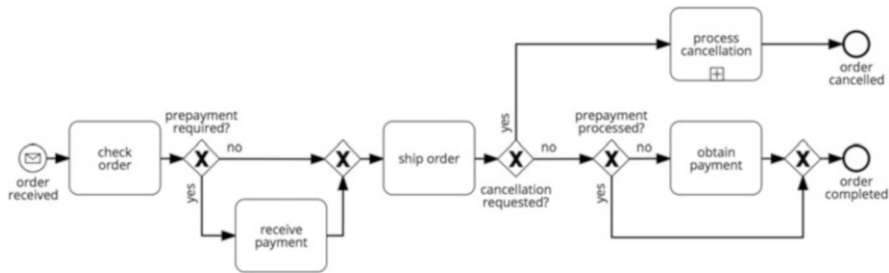 process
cancellation
order
cancelled
prepayment
required?
check
order
no
yes
order
received
receive
payment
ship order
yes
cancellation
requested?
no
prepayment
processed?
no
yes
obtain
payment
order
completed